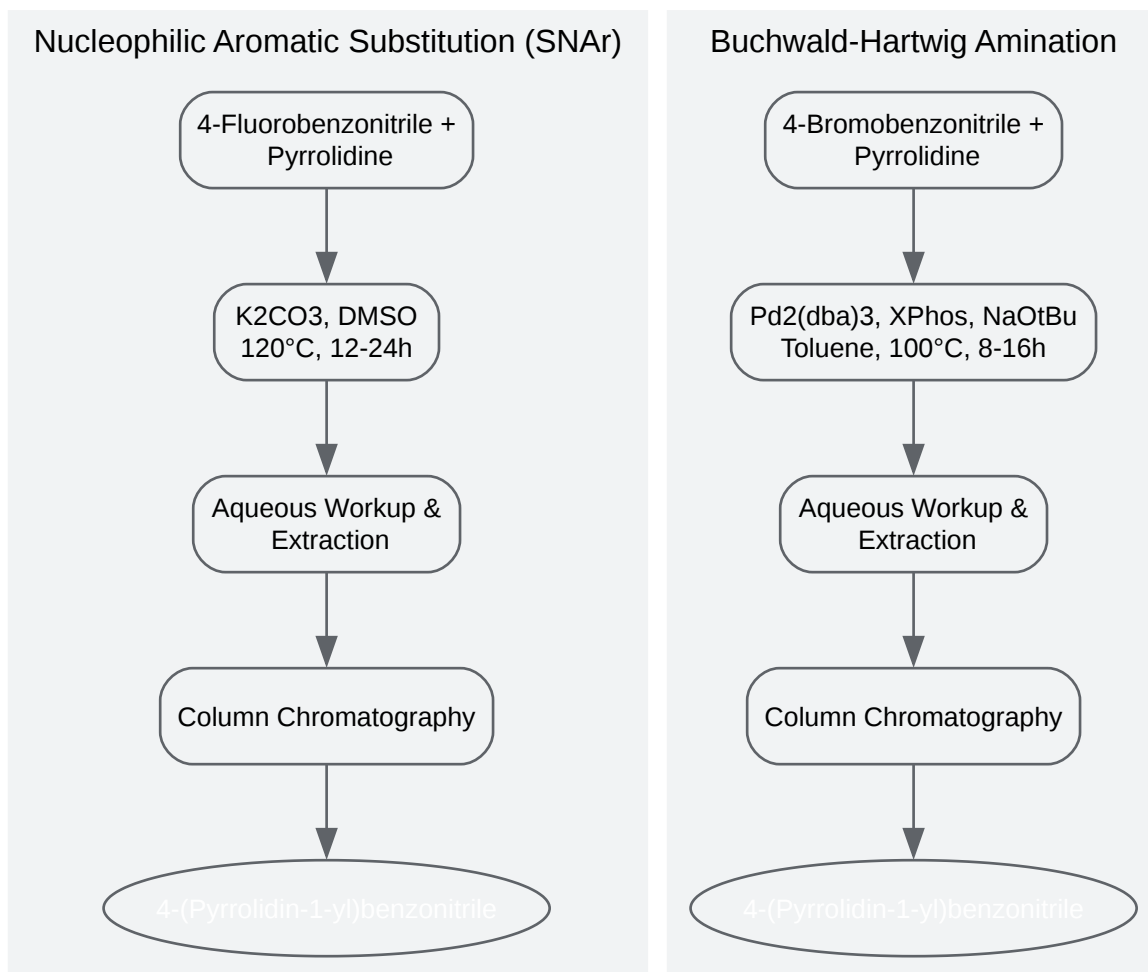 Nucleophilic Aromatic Substitution (SNAr)
4-Fluorobenzonitrile +
Pyrrolidine
K2CO3, DMSO
120°C, 12-24h
Aqueous Workup &
Extraction
Column Chromatography
4-(Pyrrolidin-1-yl)benzonitrile
Buchwald-Hartwig Amination
4-Bromobenzonitrile +
Pyrrolidine
Pd2(dba)3, XPhos, NaOtBu
Toluene, 100°C, 8-16h
Aqueous Workup &
Extraction
Column Chromatography
4-(Pyrrolidin-1-yl)benzonitrile